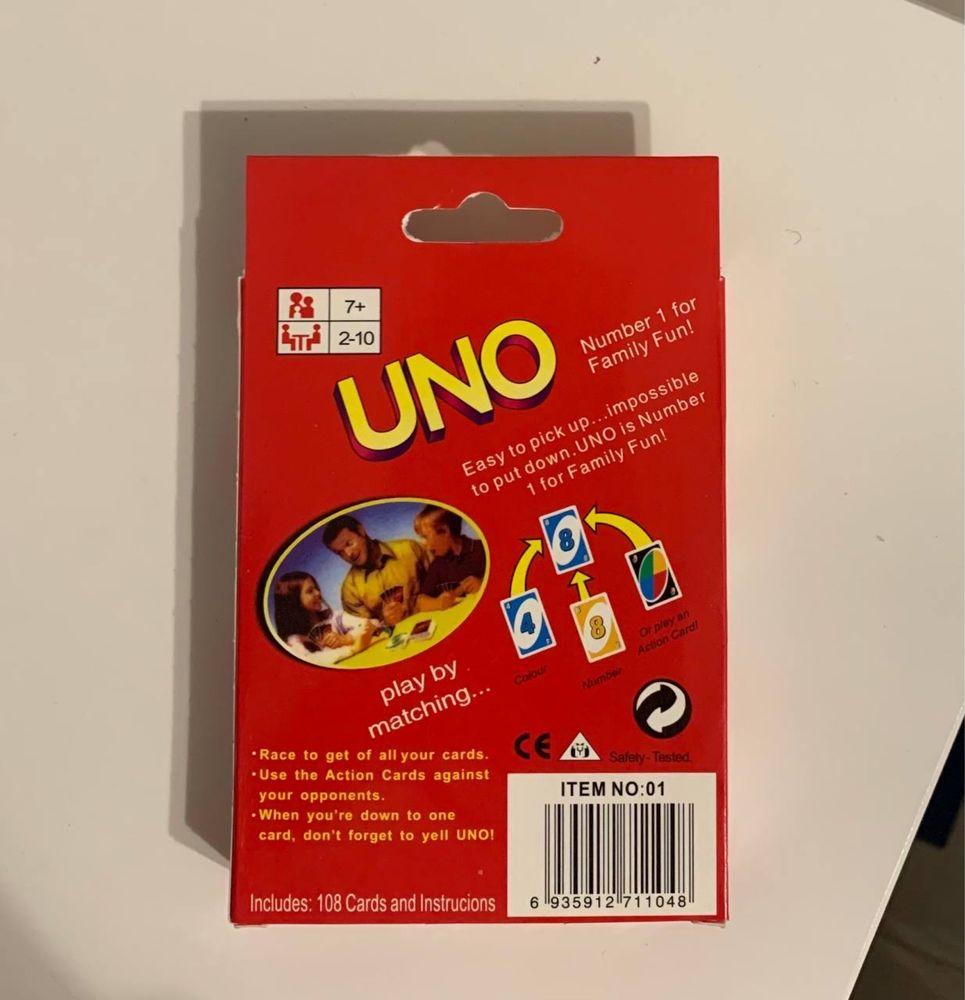 7+
2-10
UNO
Number 1 for
Family Fun!
Easy to pick up...impossible
to put down.UNO is Number
1 for Family Fun!
8
4
8
Colour
Number
Or play an
Action Card!
play by
matching...
·Race to get of all your cards.
·Use the Action Cards against
your opponents.
·When you're down to one
card, don't forget to yell UNO!
CE
Safety-Tested.
ITEM NO:01
6 935912 711048
Includes: 108 Cards and Instrucions